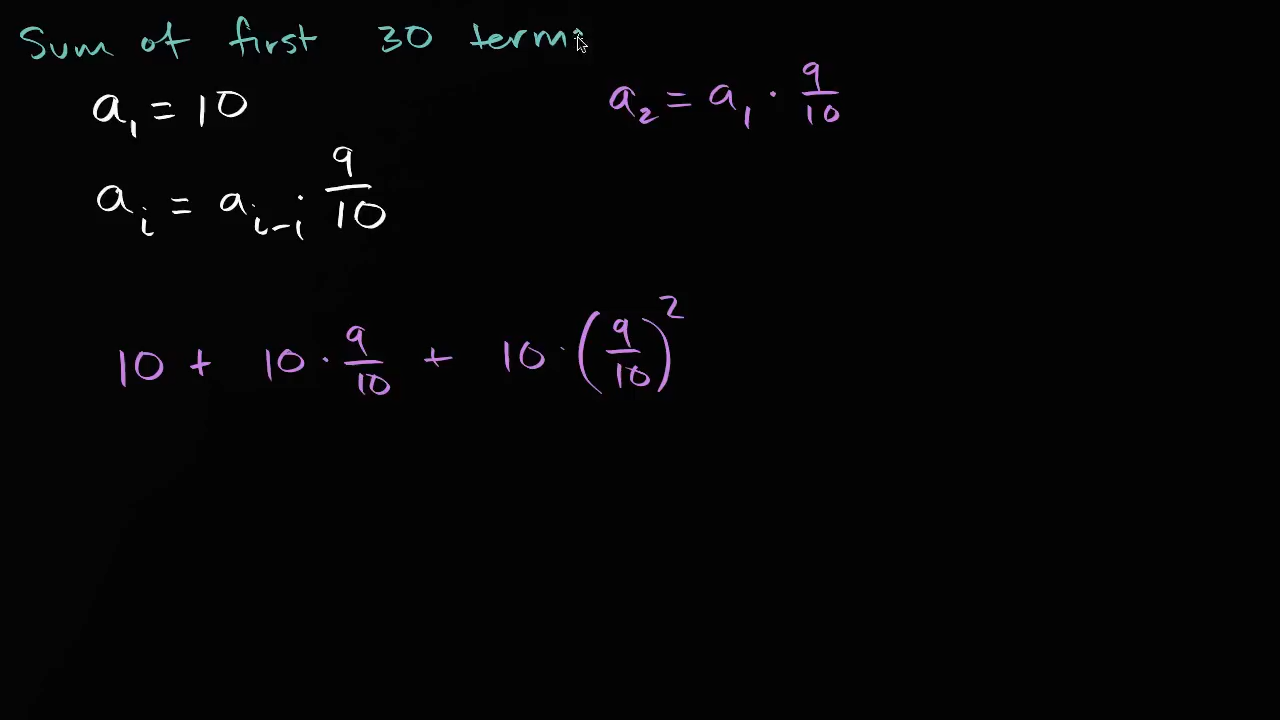 Sum of first 30 terms
a₁ = 10
a₂ = a₁ · 9/10
aᵢ = aᵢ₋ᵢ · 9/10
10 + 10 · 9/10 + 10 · (9/10)²